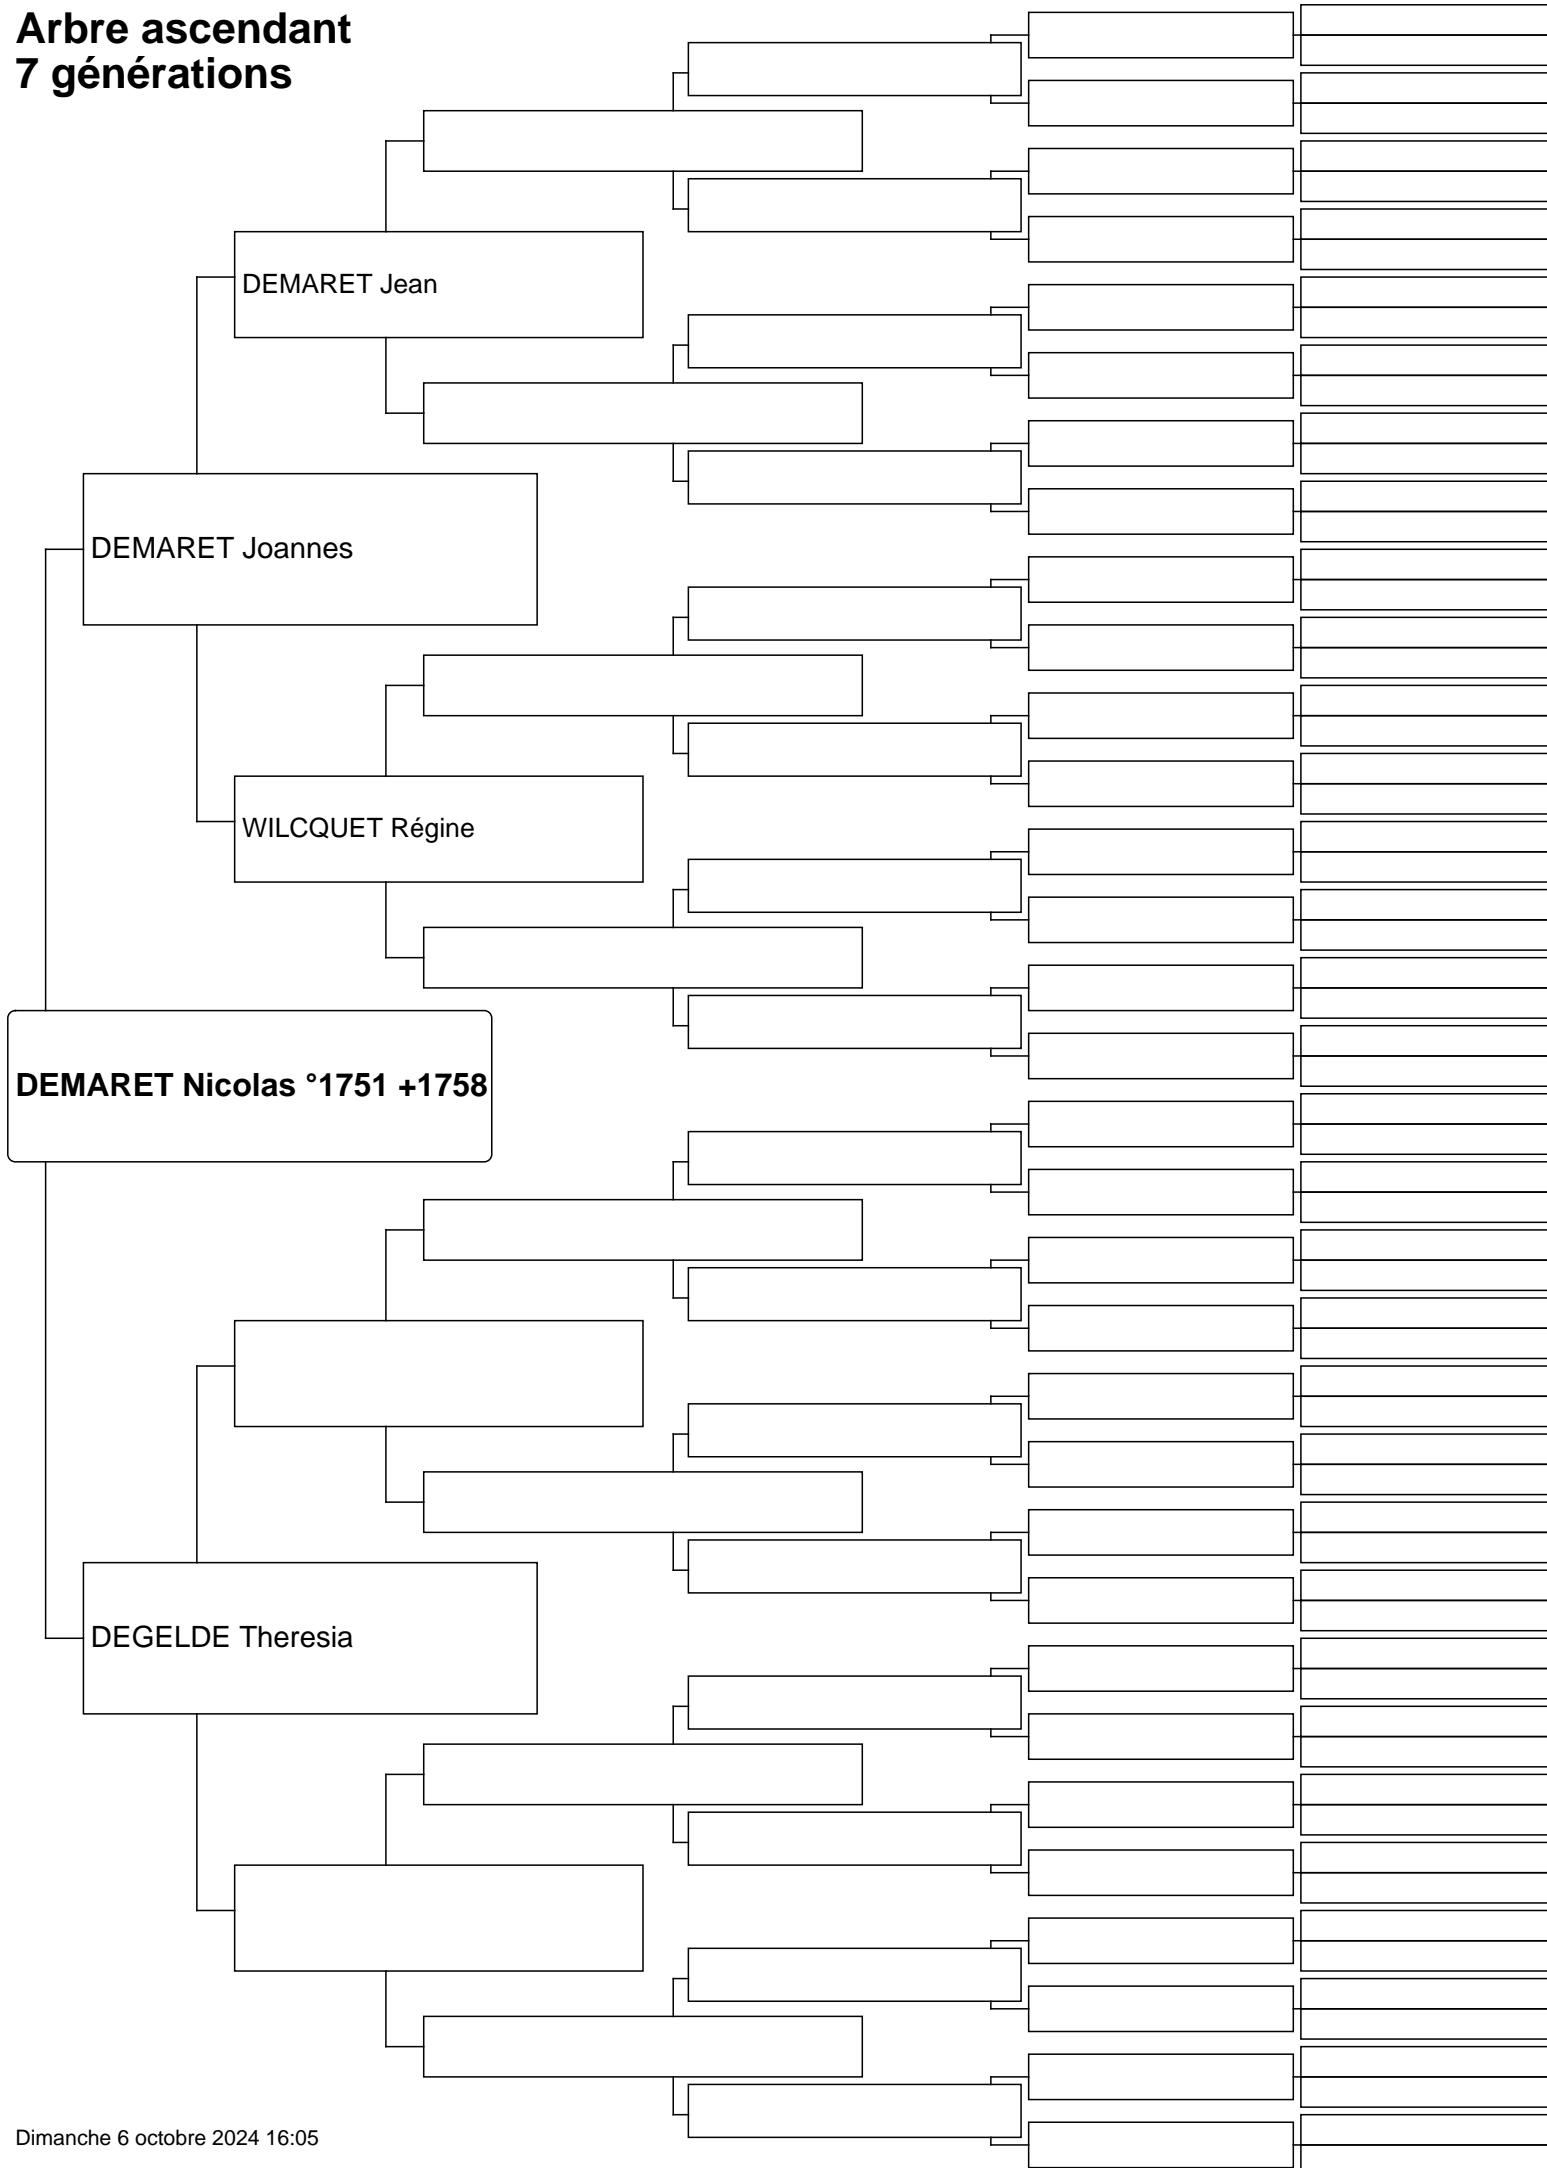 Arbre ascendant
7 générations
DEMARET Jean
DEMARET Joannes
WILCQUET Régine
DEMARET Nicolas °1751 +1758
DEGELDE Theresia
Dimanche 6 octobre 2024 16:05